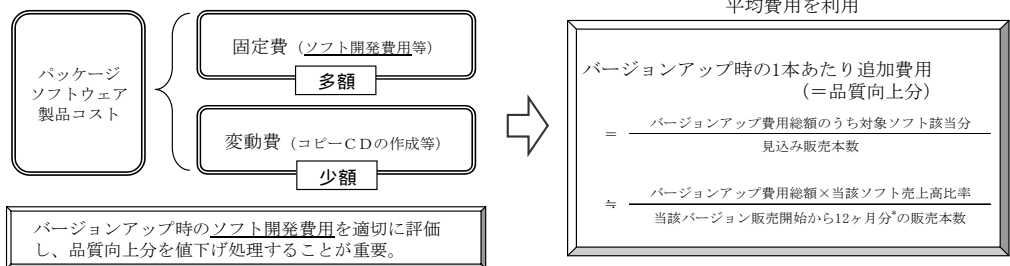 平均費用を利用
パッケージ
ソフトウェア
製品コスト
固定費（ソフト開発費用等）
多額
変動費（コピーＣＤの作成等）
少額
バージョンアップ時のソフト開発費用を適切に評価
し、品質向上分を値下げ処理することが重要。
バージョンアップ時の1本あたり追加費用
（＝品質向上分）
＝ バージョンアップ費用総額のうち対象ソフト該当分
見込み販売本数
≒ バージョンアップ費用総額×当該ソフト売上高比率
当該バージョン販売開始から12ヶ月分*の販売本数